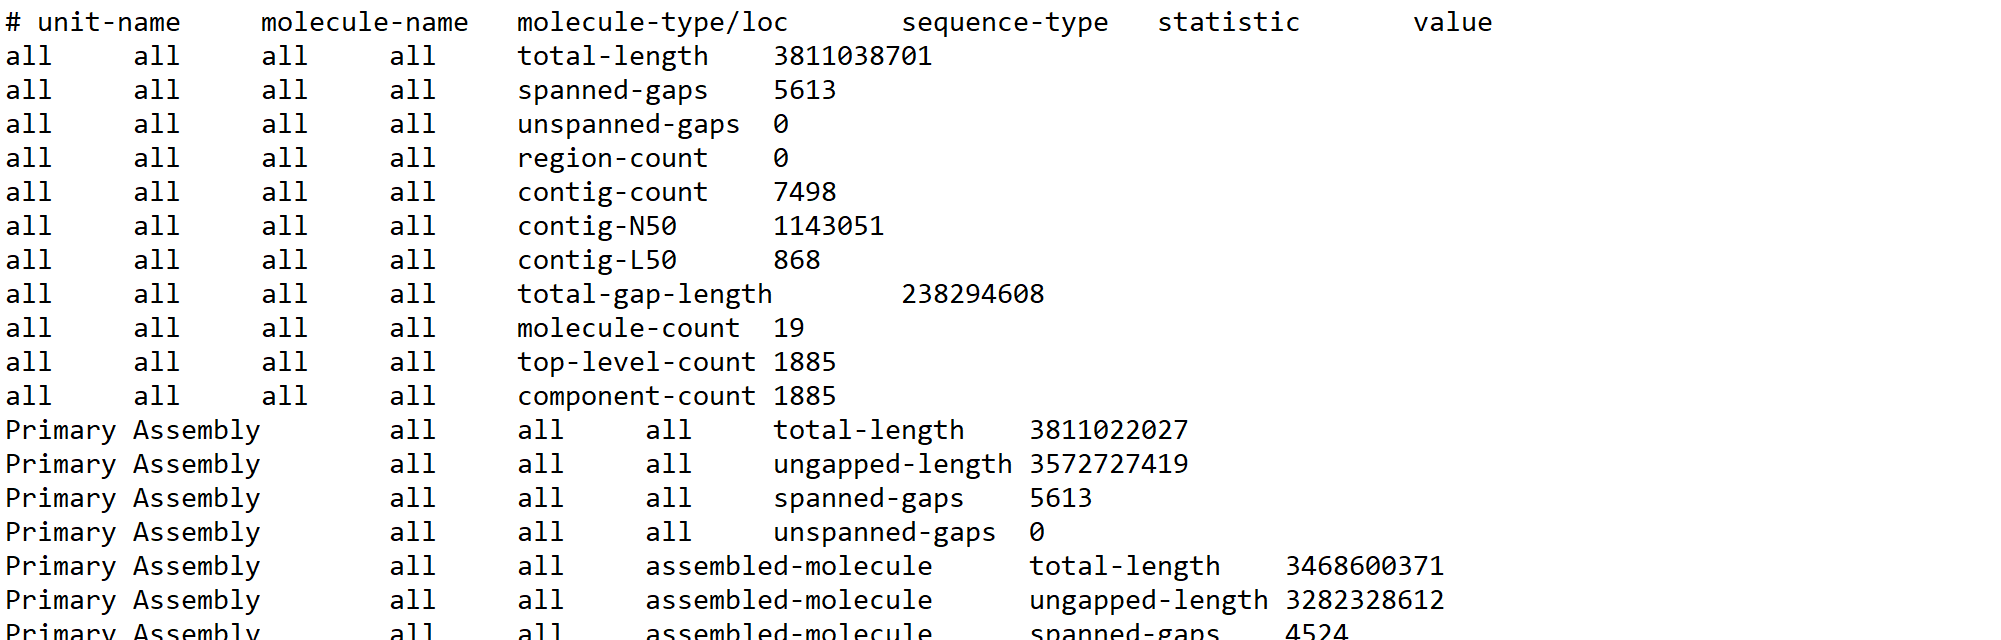 # unit-name	molecule-name	molecule-type/loc	sequence-type	statistic	value
all	all	all	all	total-length	3811038701
all	all	all	all	spanned-gaps	5613
all	all	all	all	unspanned-gaps	0
all	all	all	all	region-count	0
all	all	all	all	contig-count	7498
all	all	all	all	contig-N50	1143051
all	all	all	all	contig-L50	868
all	all	all	all	total-gap-length	238294608
all	all	all	all	molecule-count	19
all	all	all	all	top-level-count	1885
all	all	all	all	component-count	1885
Primary Assembly	all	all	all	total-length	3811022027
Primary Assembly	all	all	all	ungapped-length	3572727419
Primary Assembly	all	all	all	spanned-gaps	5613
Primary Assembly	all	all	all	unspanned-gaps	0
Primary Assembly	all	all	assembled-molecule	total-length	3468600371
Primary Assembly	all	all	assembled-molecule	ungapped-length	3282328612
Primary Assembly	all	all	assembled-molecule	spanned-gaps	4524